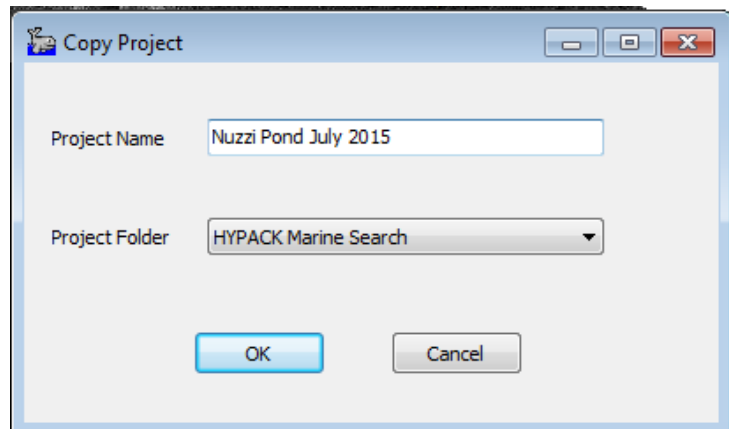 Copy Project
Project Name Nuzzi Pond July 2015
Project Folder HYPACK Marine Search
OK Cancel